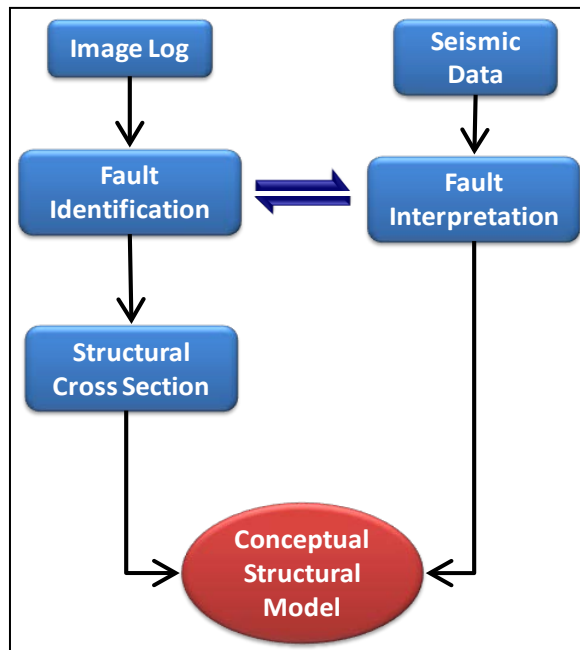 Image Log
Seismic
Data
Fault
Identification
Fault
Interpretation
Structural
Cross Section
Conceptual
Structural
Model